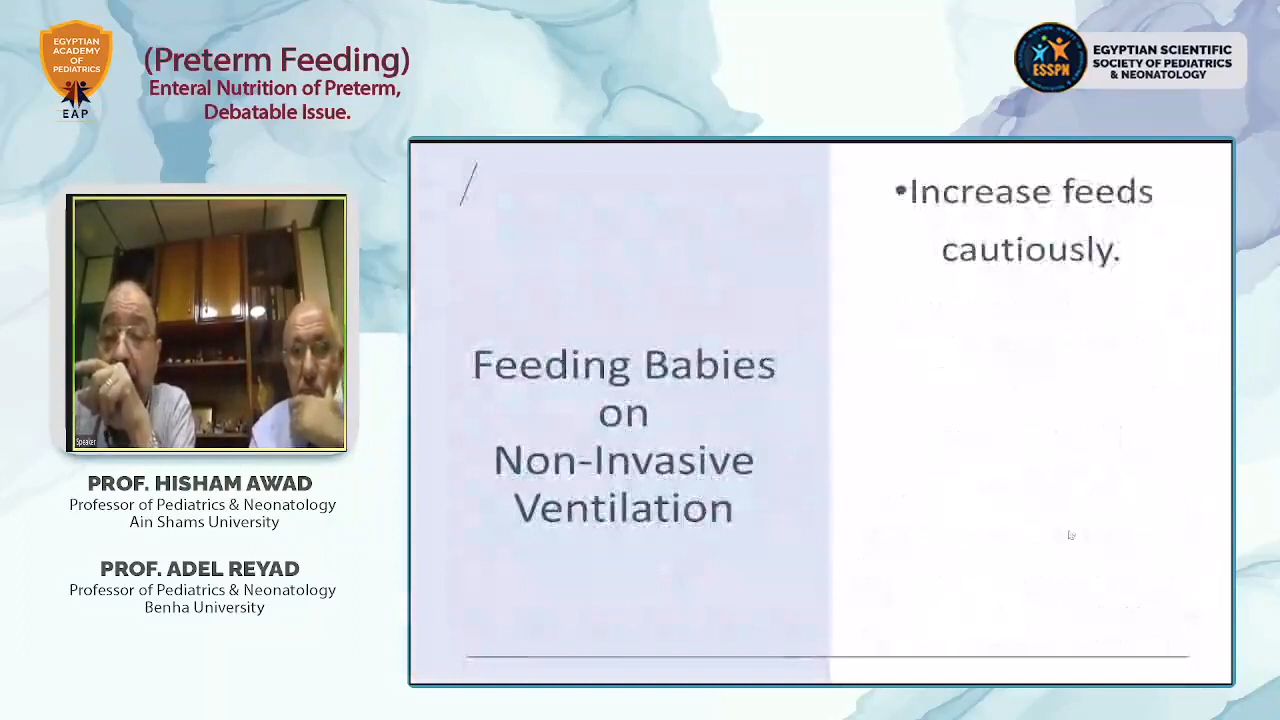 EGYPTIAN
ACADEMY
OF
PEDIATRICS
EAP
(Preterm Feeding)
Enteral Nutrition of Preterm,
Debatable Issue.
ESSPN
EGYPTIAN SCIENTIFIC
SOCIETY OF PEDIATRICS
& NEONATOLOGY
Speaker
PROF. HISHAM AWAD
Professor of Pediatrics & Neonatology
Ain Shams University
PROF. ADEL REYAD
Professor of Pediatrics & Neonatology
Benha University
Feeding Babies
on
Non-Invasive
Ventilation
•Increase feeds
cautiously.